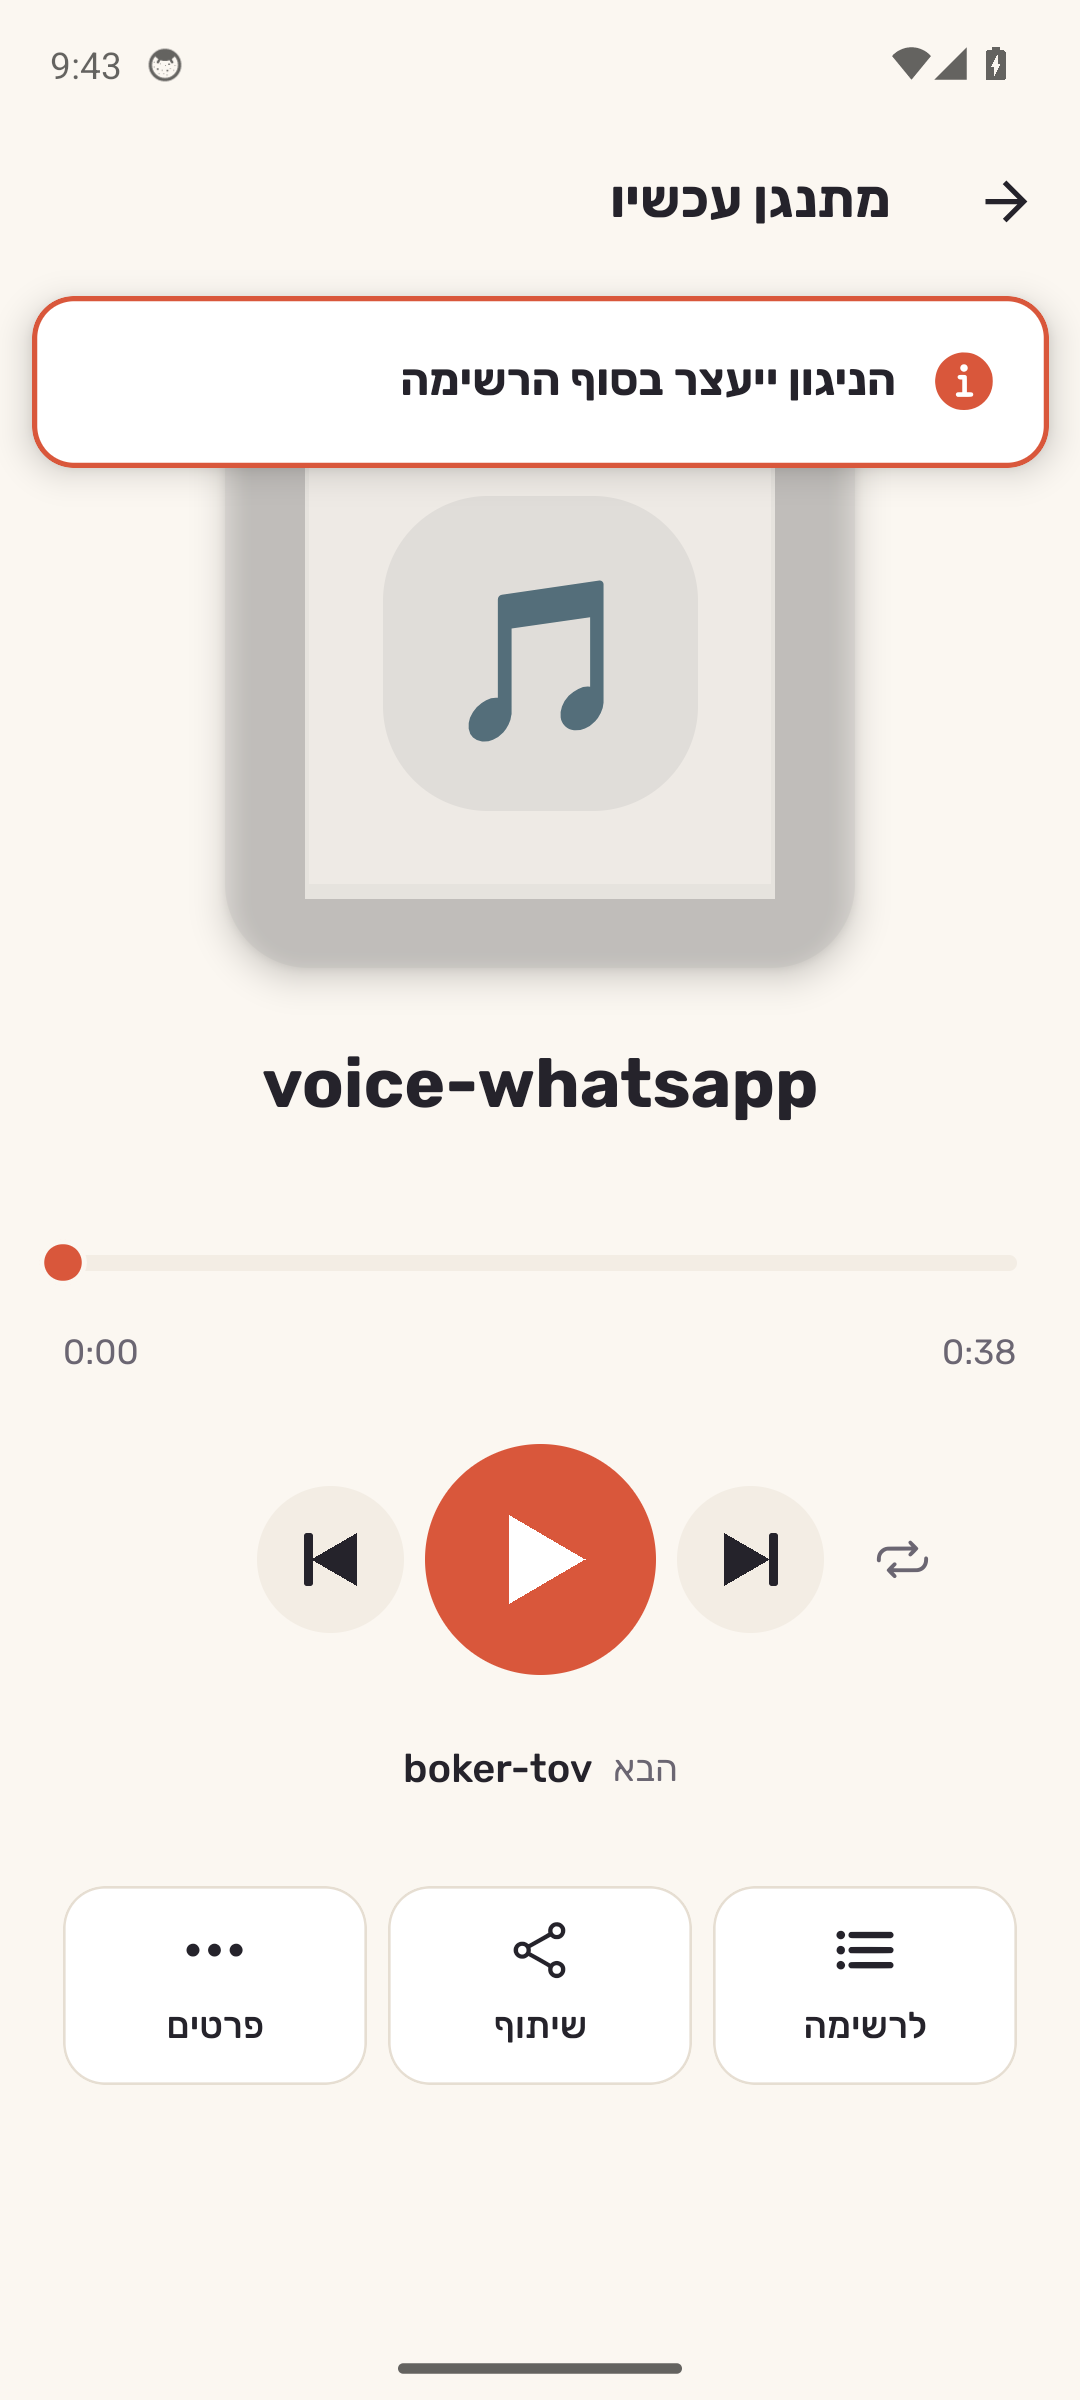 9:43
מתנגן עכשיו
הניגון ייעצר בסוף הרשימה
voice-whatsapp
0:00
0:38
הבא boker-tov
לרשימה
שיתוף
פרטים